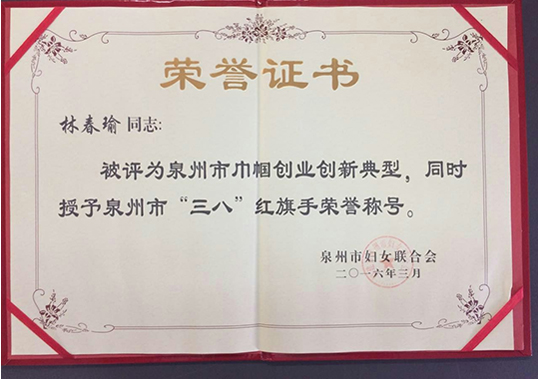 荣誉证书
林春瑜 同志:
被评为泉州市巾帼创业创新典型，同时
授予泉州市“三八”红旗手荣誉称号。
泉州市妇女联合会
二〇一六年三月